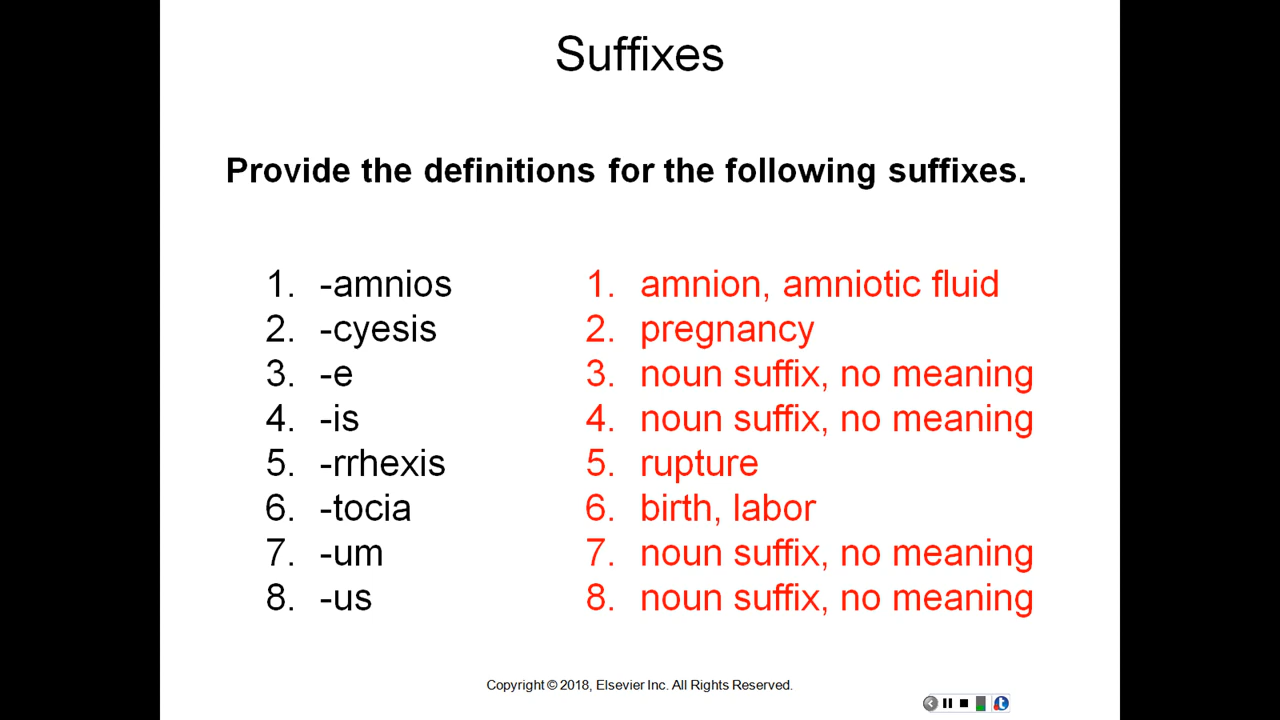 Suffixes
Provide the definitions for the following suffixes.
1. -amnios 1. amnion, amniotic fluid
2. -cyesis 2. pregnancy
3. -e 3. noun suffix, no meaning
4. -is 4. noun suffix, no meaning
5. -rrhexis 5. rupture
6. -tocia 6. birth, labor
7. -um 7. noun suffix, no meaning
8. -us 8. noun suffix, no meaning
Copyright © 2018, Elsevier Inc. All Rights Reserved.
t